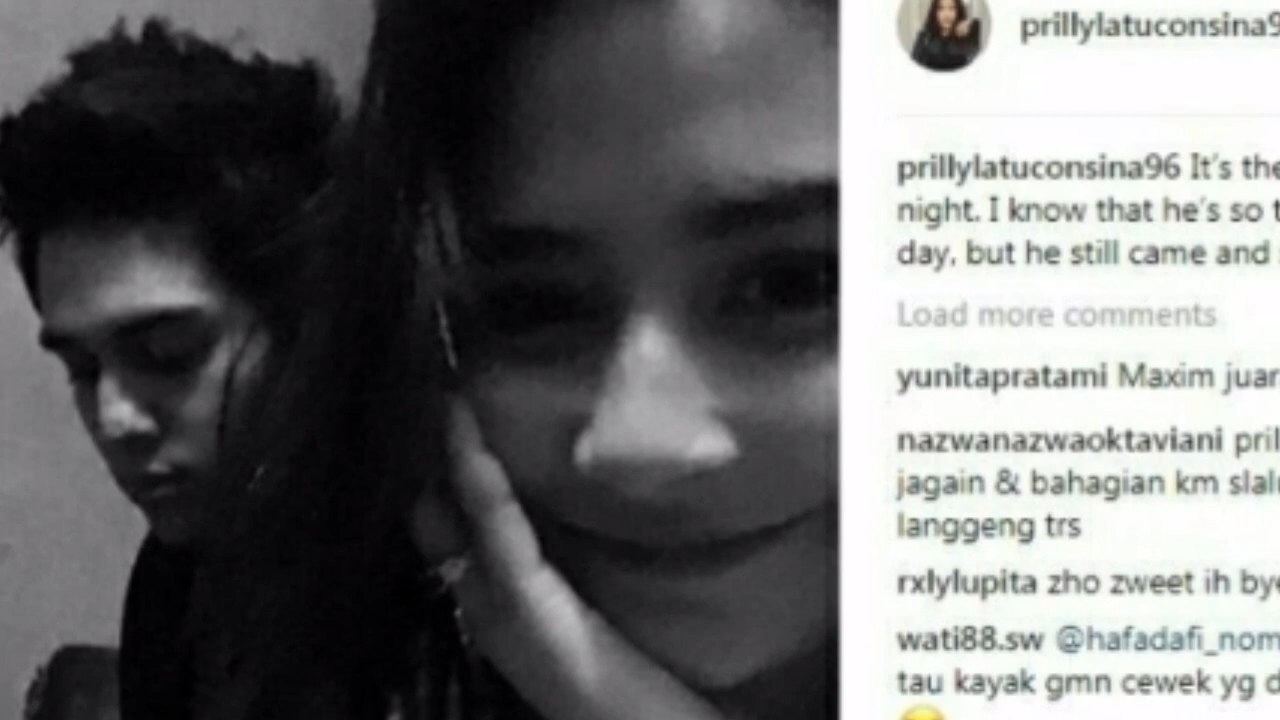 prillylatuconsina9
prillylatuconsina96 It's the
night. I know that he's so t
day, but he still came and
Load more comments
yunitapratami Maxim juar
nazwanazwaoktaviani pril
jagain & bahagian km slal
langgeng trs
rxlylupita zho zweet ih bye
wati88.sw @hafadafi_nom
tau kayak gmn cewek yg d